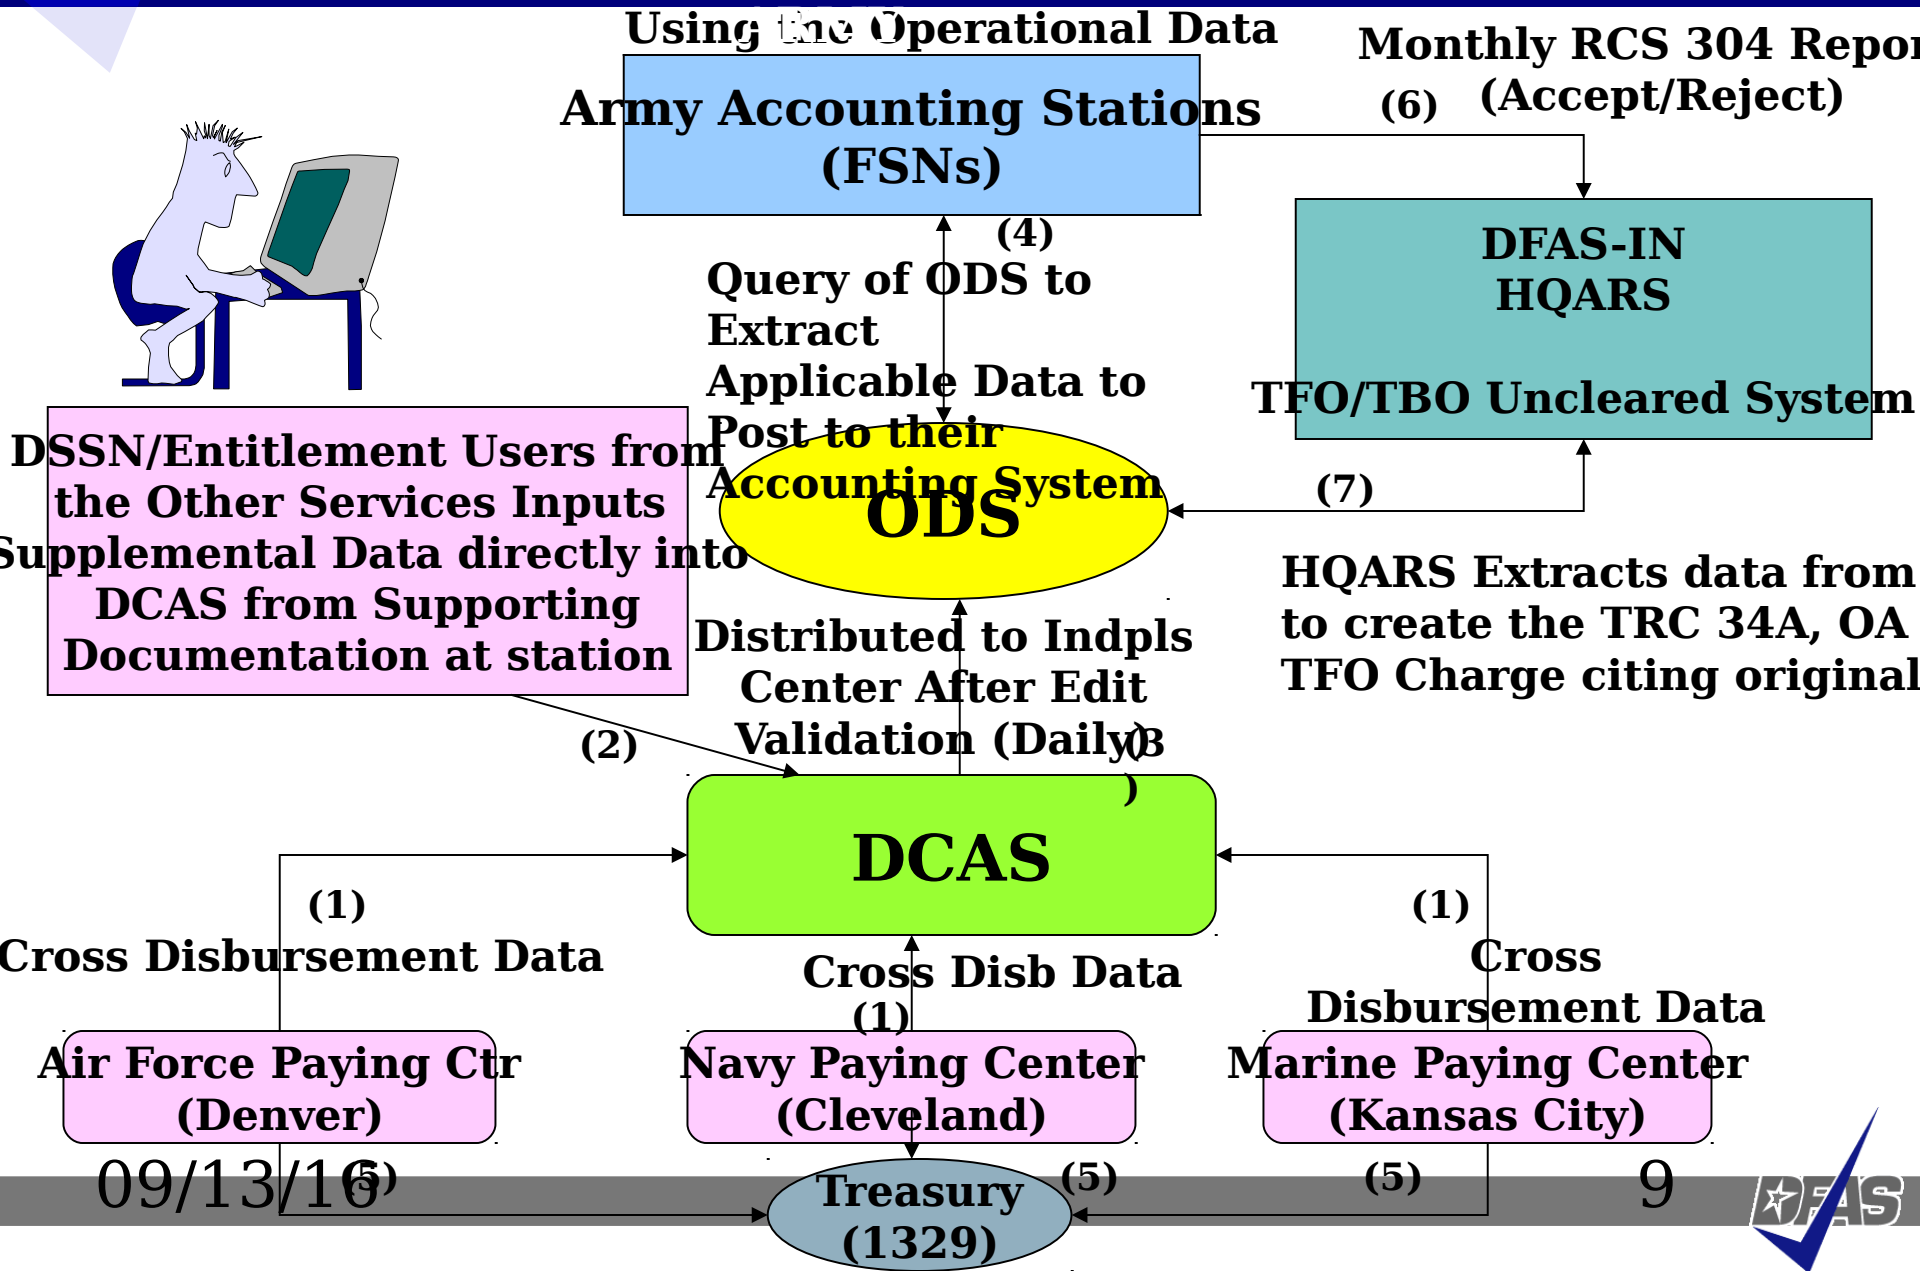 Using the Operational Data
ARMY
Monthly RCS 304 Repor
(Accept/Reject)
(6)
Army Accounting Stations
(FSNs)
(4)
DFAS-IN
HQARS
TFO/TBO Uncleared System
Query of ODS to
Extract
Applicable Data to
Post to their
Accounting System
ODS
(7)
DSSN/Entitlement Users from
the Other Services Inputs
Supplemental Data directly into
DCAS from Supporting
Documentation at station
HQARS Extracts data from
to create the TRC 34A, OA
TFO Charge citing original
Distributed to Indpls
Center After Edit
Validation (Daily)
(3
)
(2)
DCAS
(1)
Cross Disbursement Data
Cross Disb Data
(1)
(1)
Cross
Disbursement Data
Air Force Paying Ctr
(Denver)
Navy Paying Center
(Cleveland)
Marine Paying Center
(Kansas City)
09/13/16
(5)
Treasury
(1329)
(5)
(5)
9
DFAS